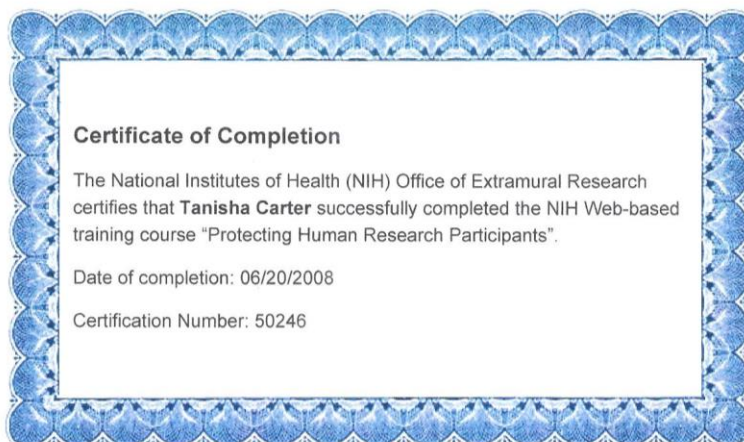 Certificate of Completion
The National Institutes of Health (NIH) Office of Extramural Research
certifies that Tanisha Carter successfully completed the NIH Web-based
training course “Protecting Human Research Participants”.
Date of completion: 06/20/2008
Certification Number: 50246